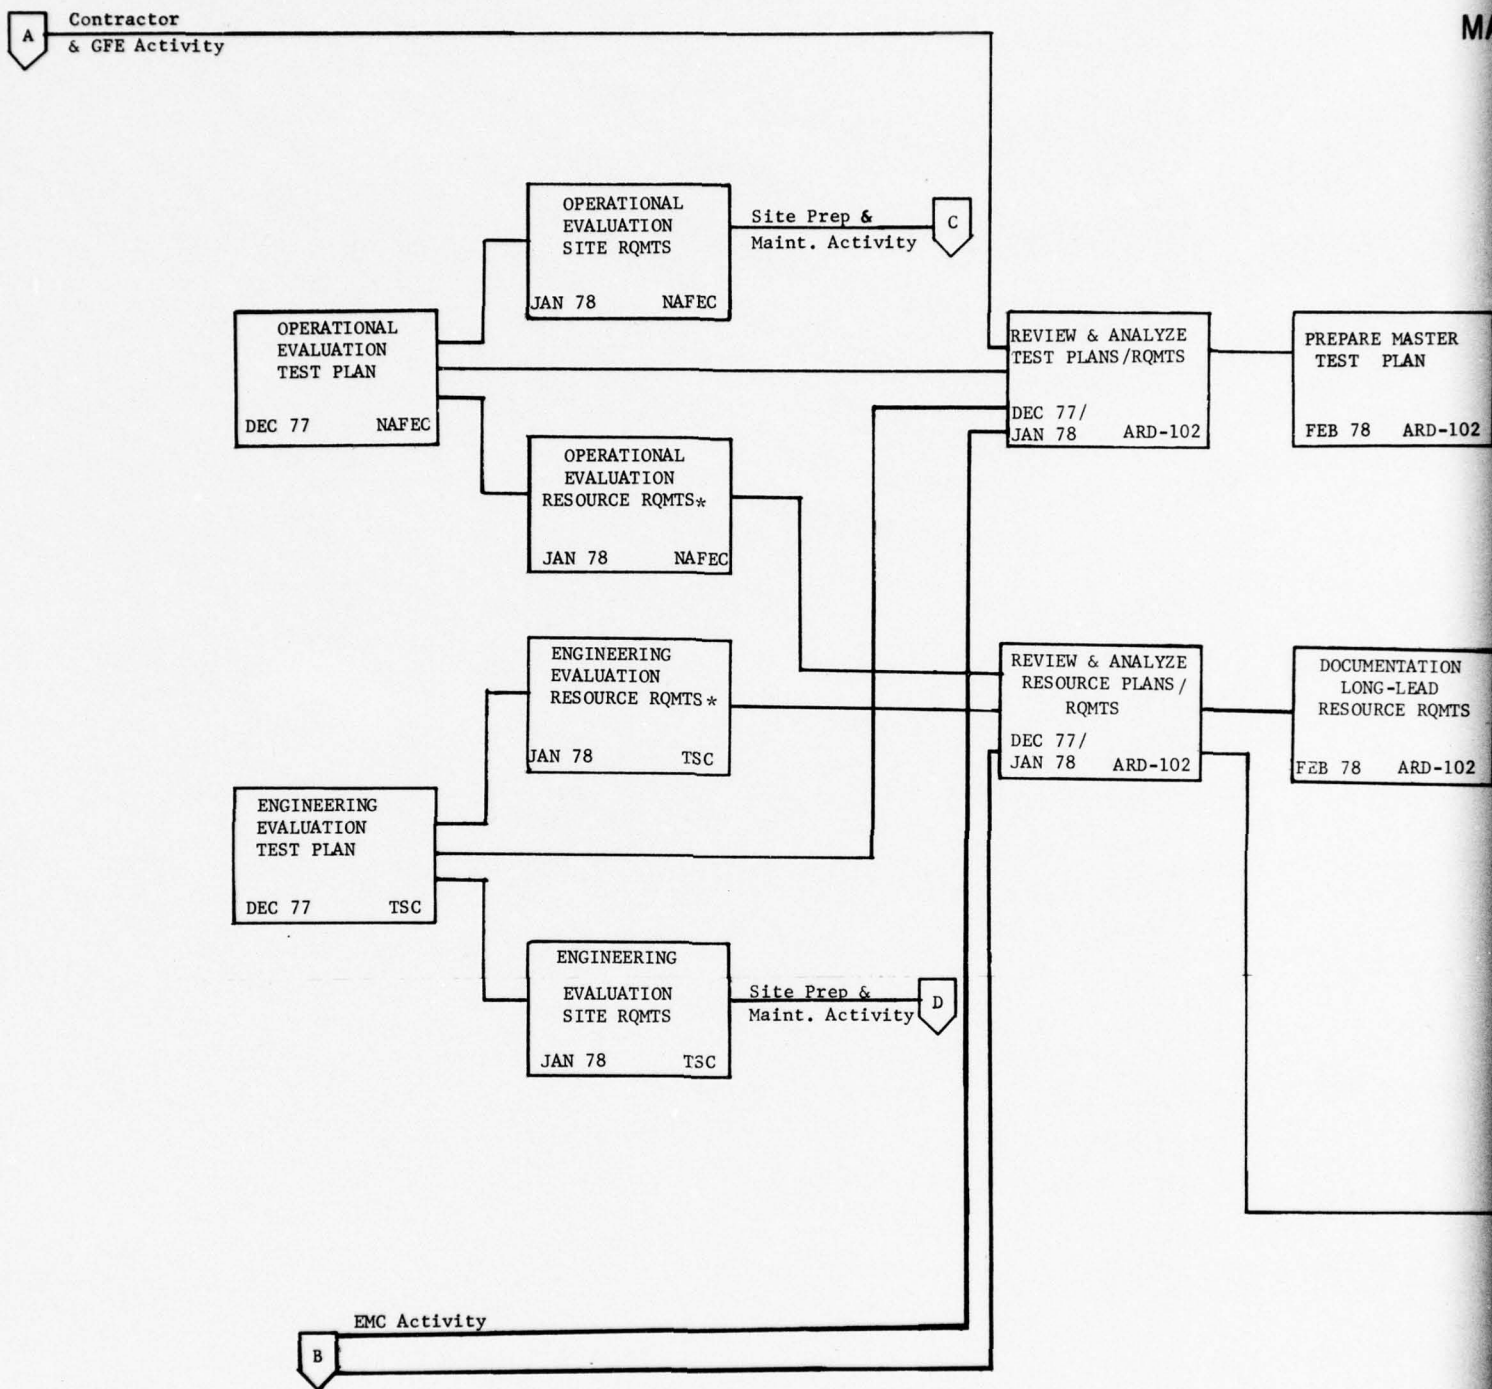 A
Contractor
& GFE Activity
MA
OPERATIONAL
EVALUATION
SITE RQMTS
JAN 78 NAFEC
Site Prep &
Maint. Activity
C
OPERATIONAL
EVALUATION
TEST PLAN
DEC 77 NAFEC
REVIEW & ANALYZE
TEST PLANS/RQMTS
DEC 77/
JAN 78 ARD-102
PREPARE MASTER
TEST PLAN
FEB 78 ARD-102
OPERATIONAL
EVALUATION
RESOURCE RQMTS*
JAN 78 NAFEC
ENGINEERING
EVALUATION
RESOURCE RQMTS*
JAN 78 TSC
REVIEW & ANALYZE
RESOURCE PLANS/
RQMTS
DEC 77/
JAN 78 ARD-102
DOCUMENTATION
LONG-LEAD
RESOURCE RQMTS
FEB 78 ARD-102
ENGINEERING
EVALUATION
TEST PLAN
DEC 77 TSC
ENGINEERING
EVALUATION
SITE RQMTS
JAN 78 TSC
Site Prep &
Maint. Activity
D
EMC Activity
B